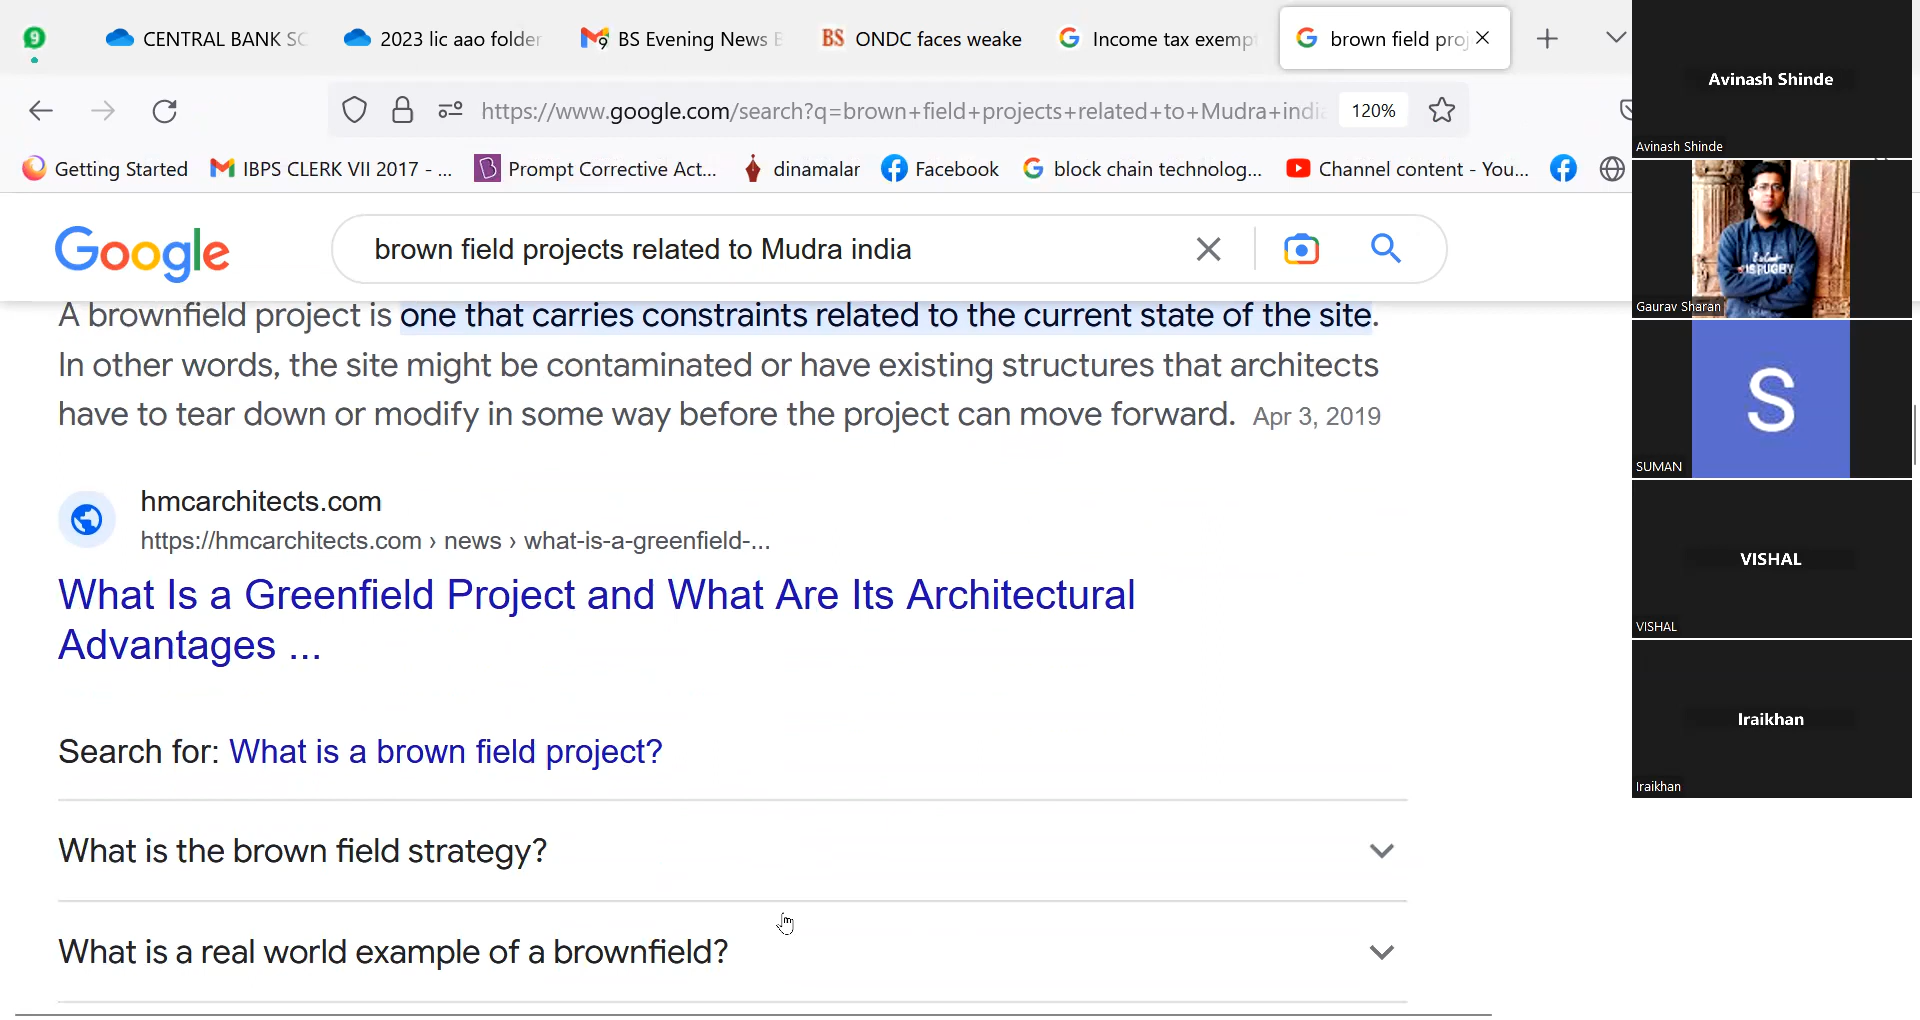 9
CENTRAL BANK SC
2023 lic aao folder
BS Evening News B
BS ONDC faces weake
Income tax exempt
brown field proj
https://www.google.com/search?q=brown+field+projects+related+to+Mudra+india
120%
Getting Started
IBPS CLERK VII 2017 - ...
Prompt Corrective Act...
dinamalar
Facebook
block chain technolog...
Channel content - You...
Google
brown field projects related to Mudra india
A brownfield project is one that carries constraints related to the current state of the site.
In other words, the site might be contaminated or have existing structures that architects
have to tear down or modify in some way before the project can move forward. Apr 3, 2019
hmcarchitects.com
https://hmcarchitects.com › news › what-is-a-greenfield-...
What Is a Greenfield Project and What Are Its Architectural
Advantages ...
Search for: What is a brown field project?
What is the brown field strategy?
What is a real world example of a brownfield?
Avinash Shinde
Avinash Shinde
Gaurav Sharan
S
SUMAN
VISHAL
VISHAL
Iraikhan
Iraikhan